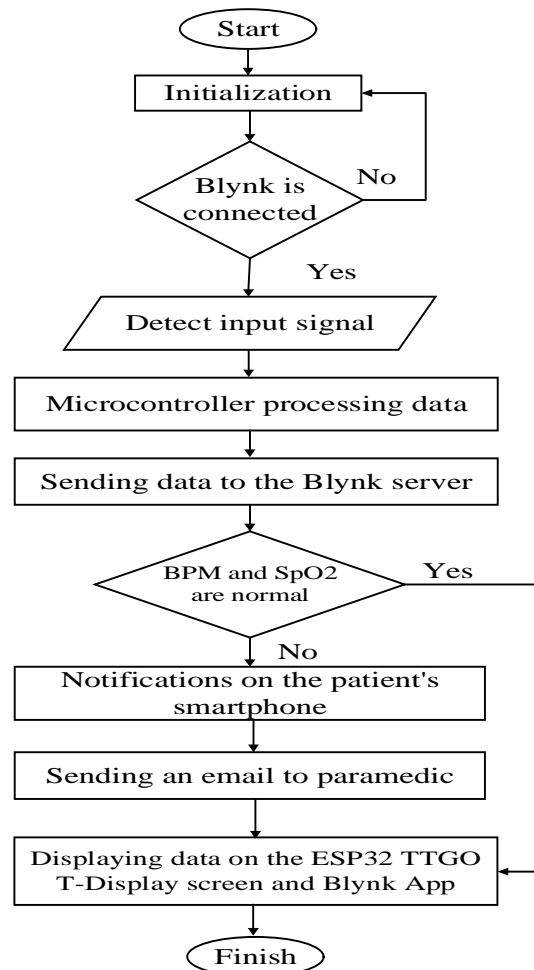 Start
Initialization
Blynk is
connected
No
Yes
Detect input signal
Microcontroller processing data
Sending data to the Blynk server
BPM and SpO2
are normal
Yes
No
Notifications on the patient's
smartphone
Sending an email to paramedic
Displaying data on the ESP32 TTGO
T-Display screen and Blynk App
Finish